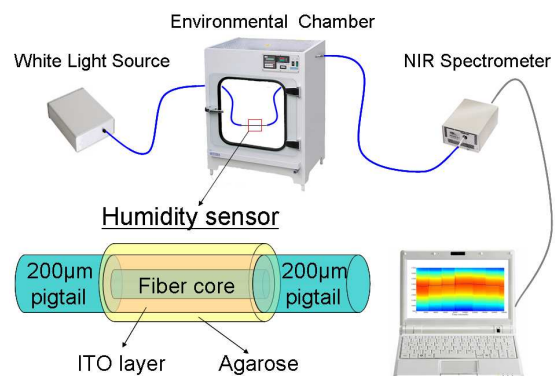 Environmental Chamber
White Light Source
NIR Spectrometer
Humidity sensor
200µm
pigtail
Fiber core
200µm
pigtail
ITO layer
Agarose